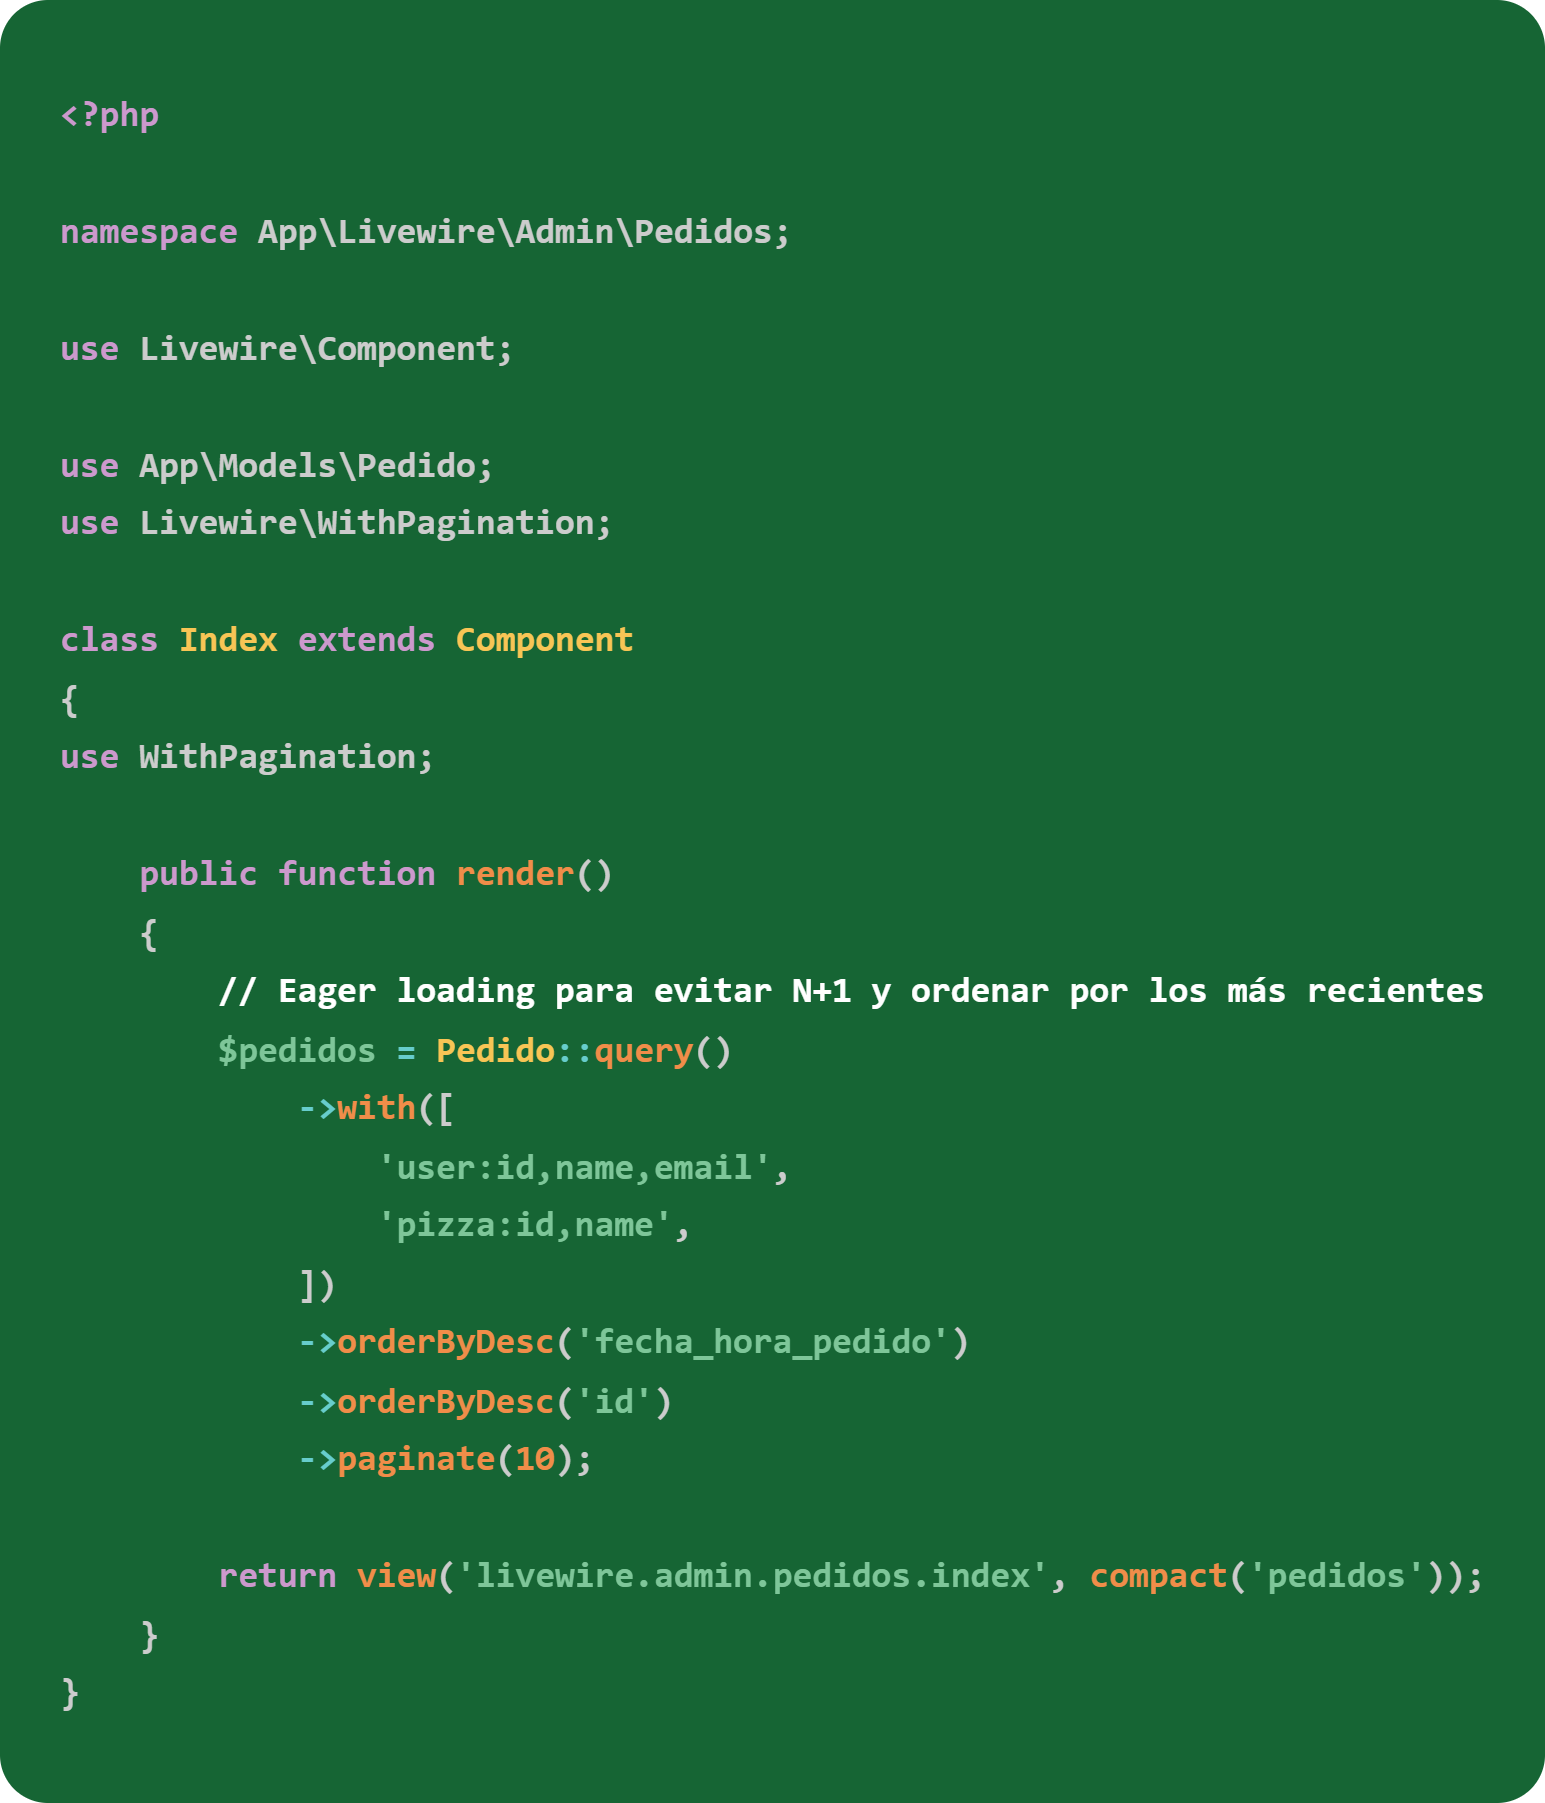 <?php

namespace App\Livewire\Admin\Pedidos;

use Livewire\Component;

use App\Models\Pedido;
use Livewire\WithPagination;

class Index extends Component
{
use WithPagination;

    public function render()
    {
        // Eager loading para evitar N+1 y ordenar por los más recientes
        $pedidos = Pedido::query()
            ->with([
                'user:id,name,email',
                'pizza:id,name',
            ])
            ->orderByDesc('fecha_hora_pedido')
            ->orderByDesc('id')
            ->paginate(10);

        return view('livewire.admin.pedidos.index', compact('pedidos'));
    }
}